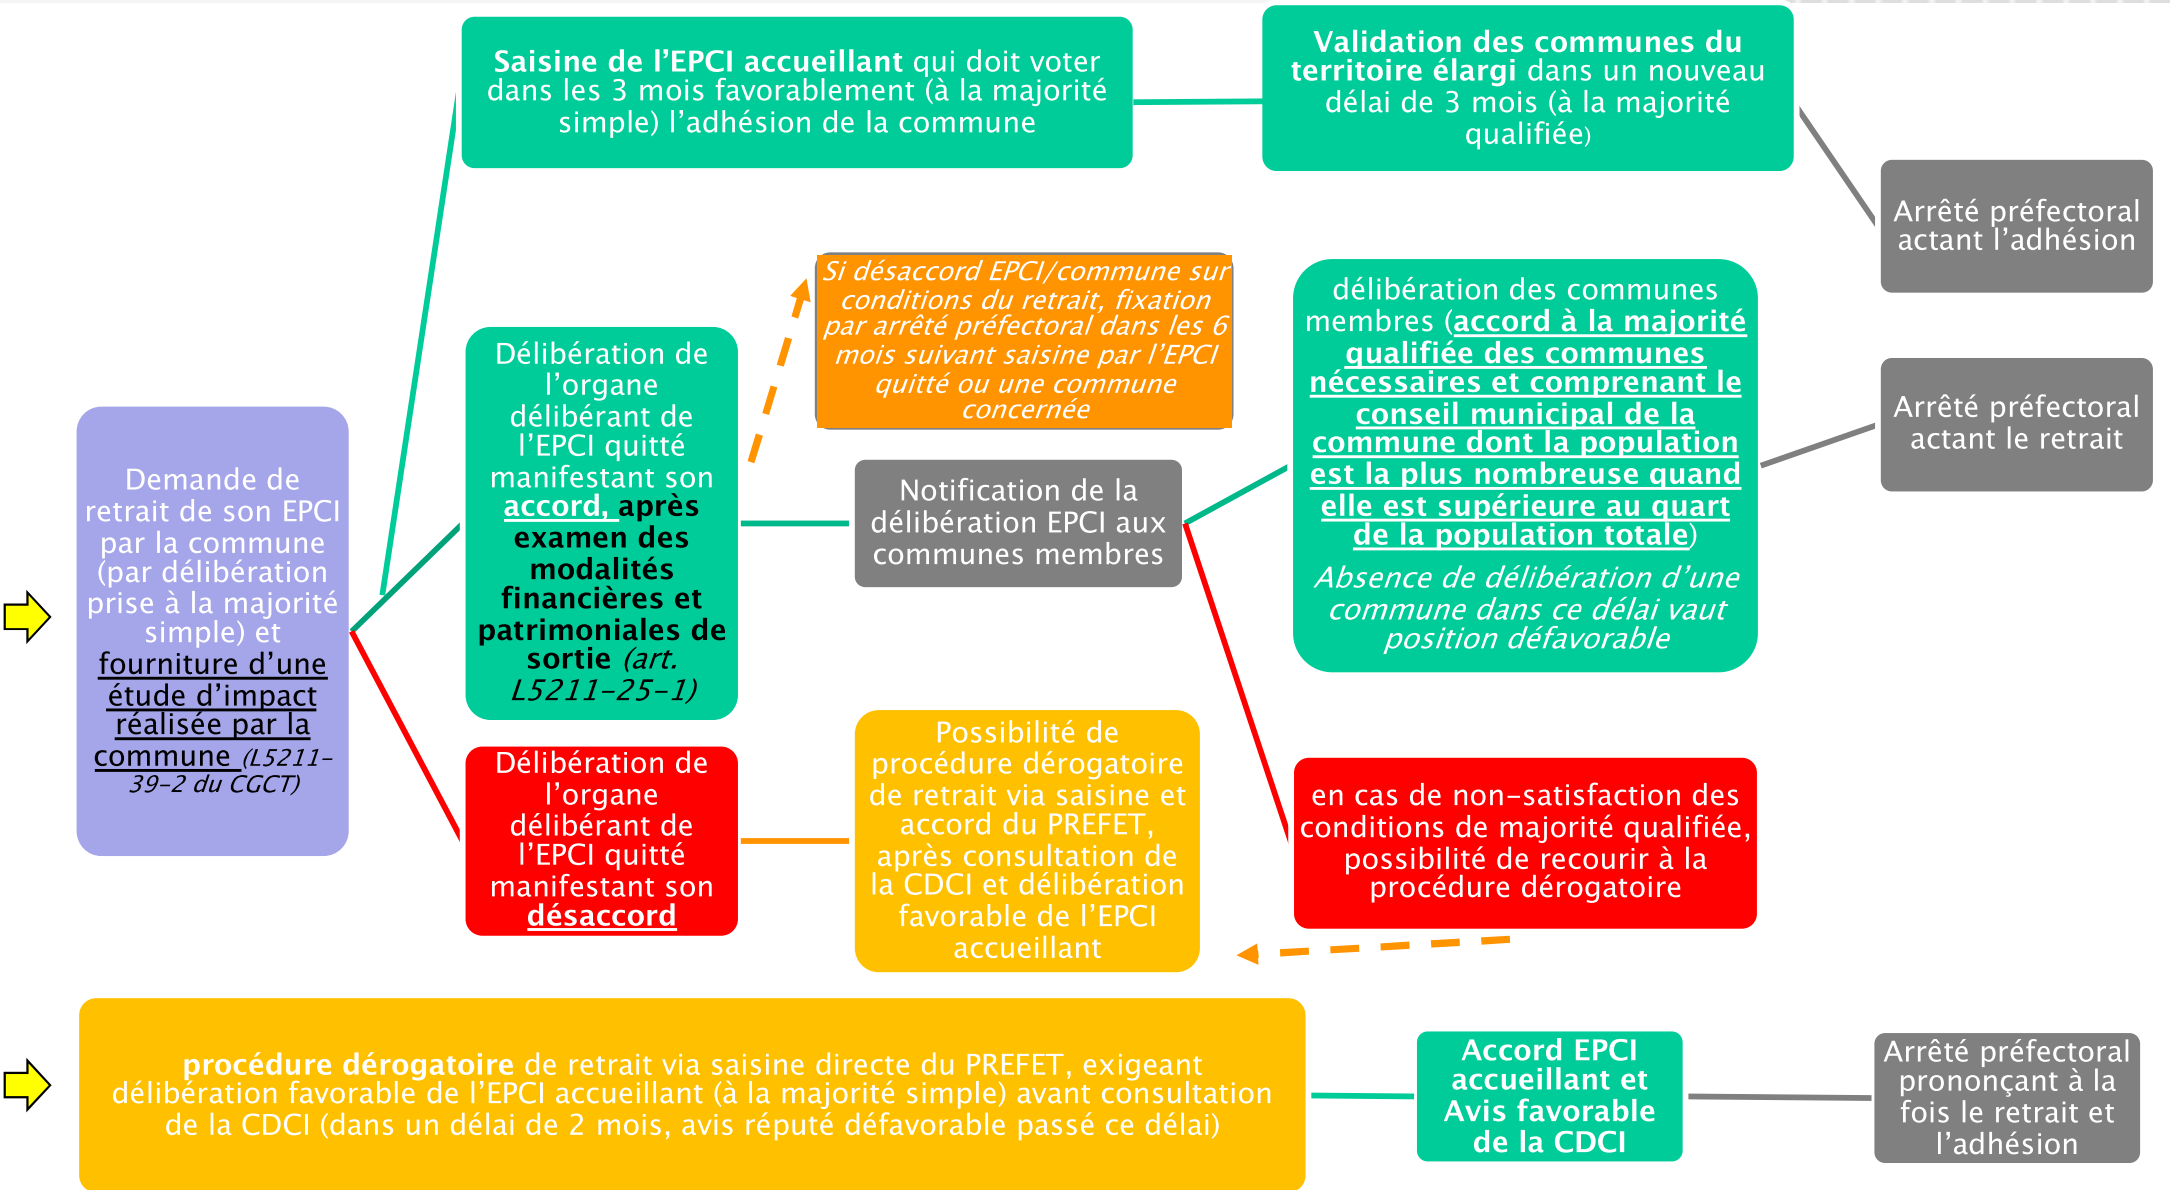 Saisine de l’EPCI accueillant qui doit voter
dans les 3 mois favorablement (à la majorité
simple) l’adhésion de la commune
Validation des communes du
territoire élargi dans un nouveau
délai de 3 mois (à la majorité
qualifiée)
Arrêté préfectoral
actant l’adhésion
Si désaccord EPCI/commune sur
conditions du retrait, fixation
par arrêté préfectoral dans les 6
mois suivant saisine par l’EPCI
quitté ou une commune
concernée
délibération des communes
membres (accord à la majorité
qualifiée des communes
nécessaires et comprenant le
conseil municipal de la
commune dont la population
est la plus nombreuse quand
elle est supérieure au quart
de la population totale)
Absence de délibération d’une
commune dans ce délai vaut
position défavorable
Arrêté préfectoral
actant le retrait
Délibération de
l’organe
délibérant de
l’EPCI quitté
manifestant son
accord, après
examen des
modalités
financières et
patrimoniales de
sortie (art.
L5211-25-1)
Notification de la
délibération EPCI aux
communes membres
Demande de
retrait de son EPCI
par la commune
(par délibération
prise à la majorité
simple) et
fourniture d’une
étude d’impact
réalisée par la
commune (L5211-
39-2 du CGCT)
Délibération de
l’organe
délibérant de
l’EPCI quitté
manifestant son
désaccord
Possibilité de
procédure dérogatoire
de retrait via saisine et
accord du PREFET,
après consultation de
la CDCI et délibération
favorable de l’EPCI
accueillant
en cas de non-satisfaction des
conditions de majorité qualifiée,
possibilité de recourir à la
procédure dérogatoire
procédure dérogatoire de retrait via saisine directe du PREFET, exigeant
délibération favorable de l’EPCI accueillant (à la majorité simple) avant consultation
de la CDCI (dans un délai de 2 mois, avis réputé défavorable passé ce délai)
Accord EPCI
accueillant et
Avis favorable
de la CDCI
Arrêté préfectoral
prononçant à la
fois le retrait et
l’adhésion